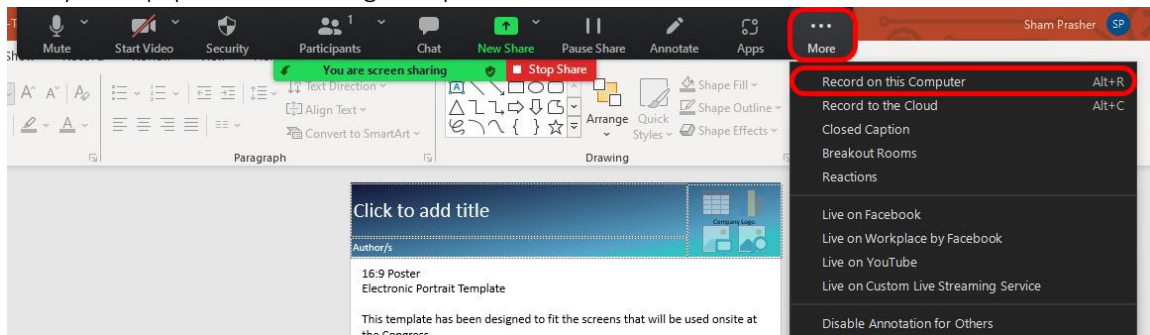 1
Mute Start Video Security Participants Chat New Share Pause Share Annotate Apps More
Sham Prasher SP
You are screen sharing Stop Share
Text Direction
Align Text
Convert to SmartArt
Arrange
Quick Styles
Shape Fill
Shape Outline
Shape Effects
Paragraph
Drawing
Record on this Computer Alt+R
Record to the Cloud Alt+C
Closed Caption
Breakout Rooms
Reactions
Live on Facebook
Live on Workplace by Facebook
Live on YouTube
Live on Custom Live Streaming Service
Disable Annotation for Others
Click to add title
Company Logo
Author/s
16:9 Poster
Electronic Portrait Template
This template has been designed to fit the screens that will be used onsite at
the Congress